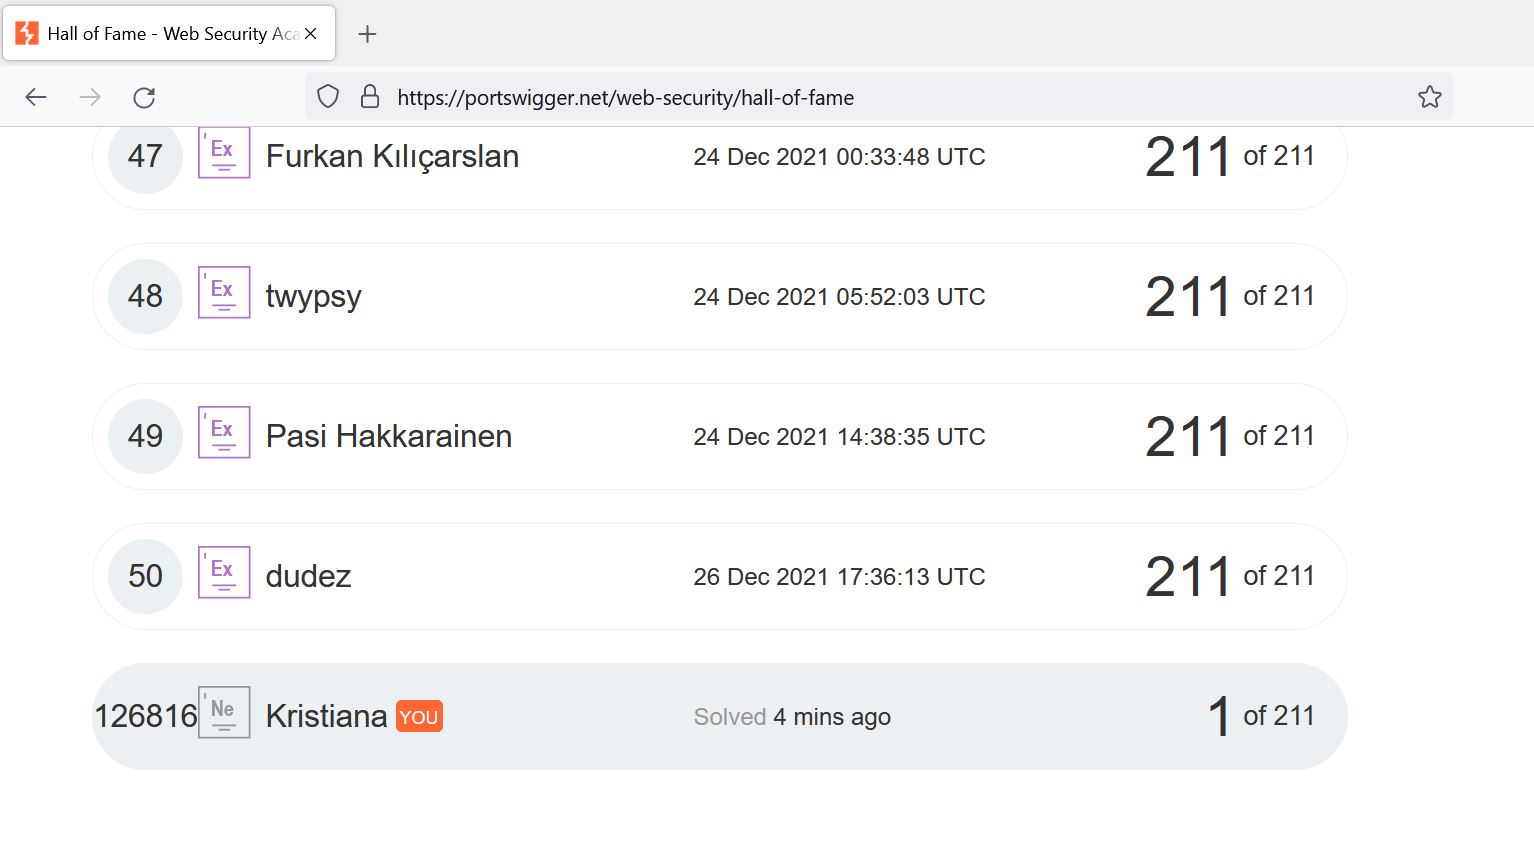 Hall of Fame - Web Security Aca
https://portswigger.net/web-security/hall-of-fame
47 Ex Furkan Kılıçarslan 24 Dec 2021 00:33:48 UTC 211 of 211
48 Ex twypsy 24 Dec 2021 05:52:03 UTC 211 of 211
49 Ex Pasi Hakkarainen 24 Dec 2021 14:38:35 UTC 211 of 211
50 Ex dudez 26 Dec 2021 17:36:13 UTC 211 of 211
126816 Ne Kristiana YOU Solved 4 mins ago 1 of 211